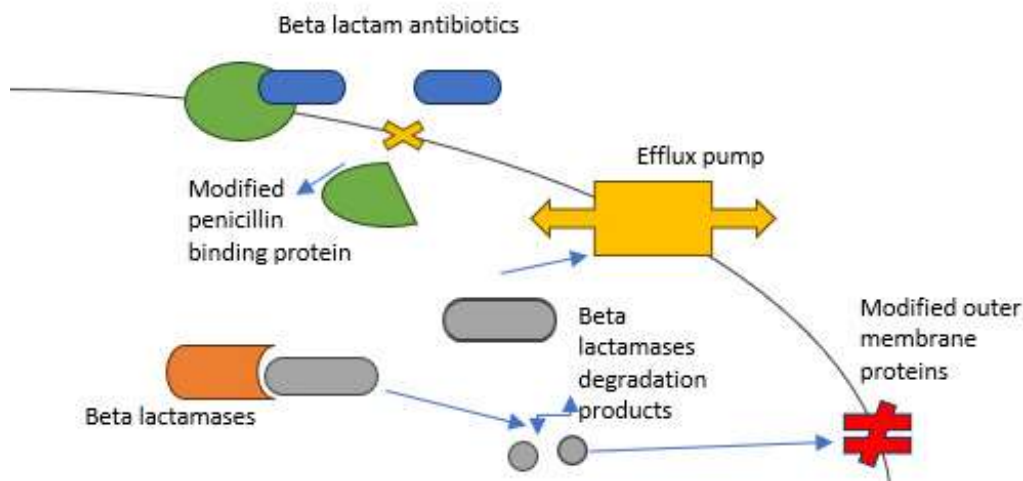 Beta lactam antibiotics
Efflux pump
Modified
penicillin
binding protein
Modified outer
membrane
proteins
Beta
lactamases
degradation
products
Beta lactamases